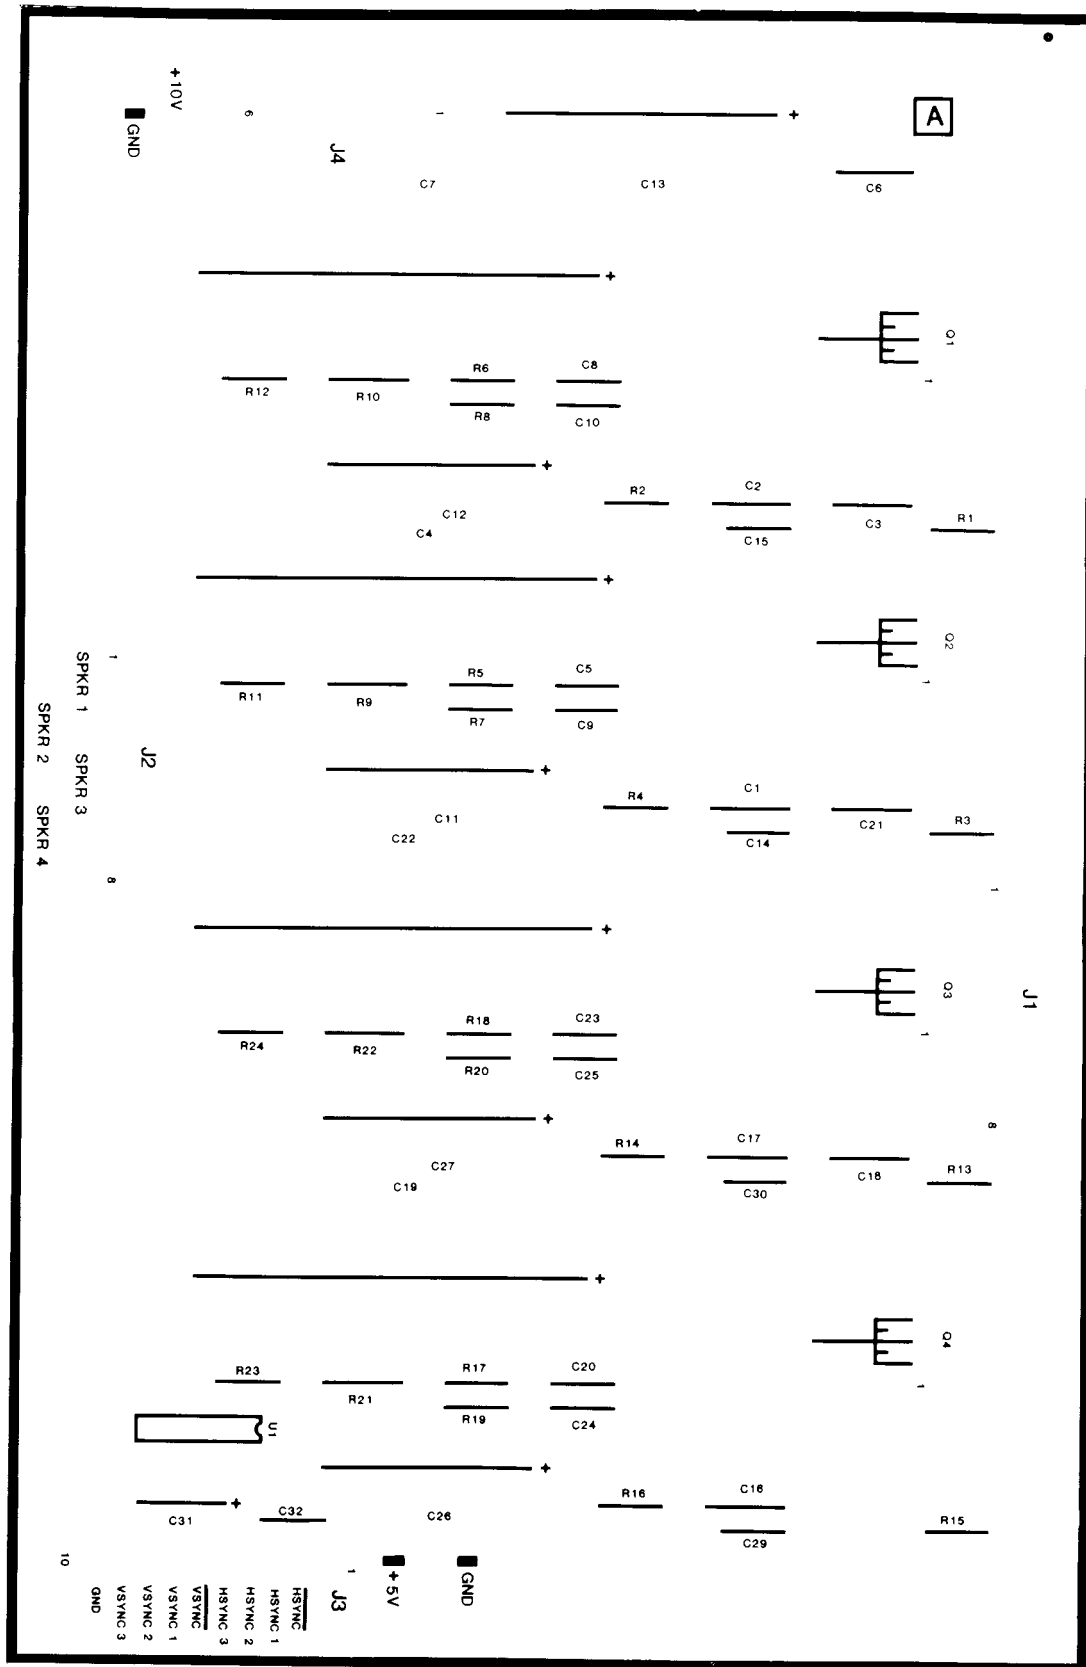 +10V
GND
6
1
+
A
J4
C7
C13
C6
+
Q1
1
R12
R10
R6
C8
R8
C10
+
C12
C4
R2
C2
C3
R1
C15
+
Q2
1
1
SPKR 1
SPKR 2
SPKR 3
SPKR 4
J2
8
R11
R9
R5
C5
R7
C9
+
C11
C22
R4
C1
C21
R3
C14
1
J1
8
+
Q3
1
R24
R22
R18
C23
R20
C25
+
C27
C19
R14
C17
C18
R13
C30
+
Q4
1
R23
R21
R17
C20
R19
C24
U1
+
+
C31
C32
C26
R16
C16
C29
R15
10
1
J3
+5V
GND
HSYNC
HSYNC 1
HSYNC 2
HSYNC 3
VSYNC
VSYNC 1
VSYNC 2
VSYNC 3
GND